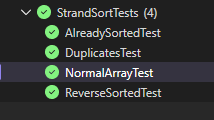 StrandSortTests (4)
AlreadySortedTest
DuplicatesTest
NormalArrayTest
ReverseSortedTest